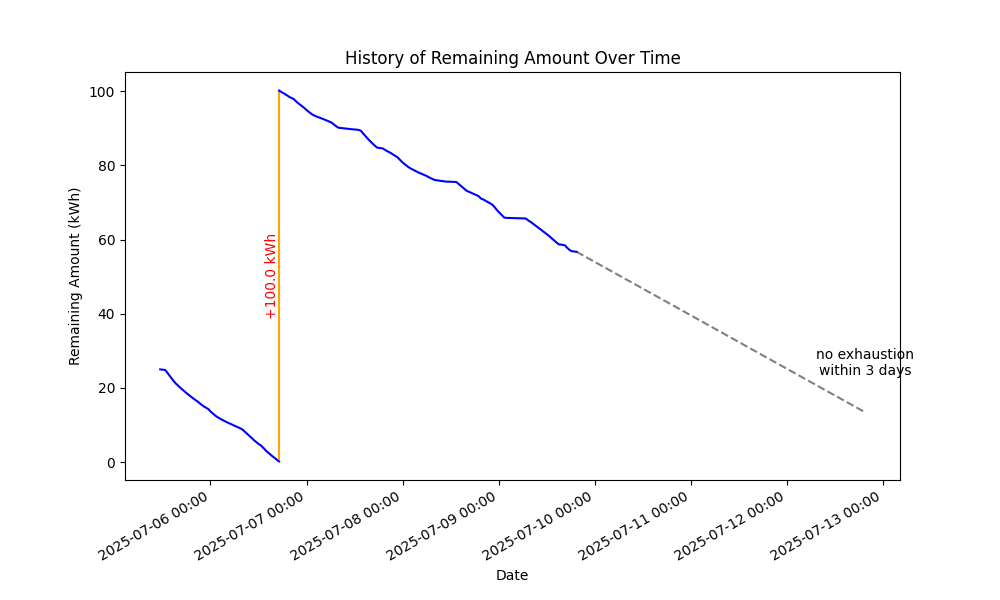 History of Remaining Amount Over Time
Remaining Amount (kWh)
100
80
60
40
20
0
+100.0 kWh
no exhaustion
within 3 days
2025-07-06 00:00
2025-07-07 00:00
2025-07-08 00:00
2025-07-09 00:00
2025-07-10 00:00
2025-07-11 00:00
2025-07-12 00:00
2025-07-13 00:00
Date